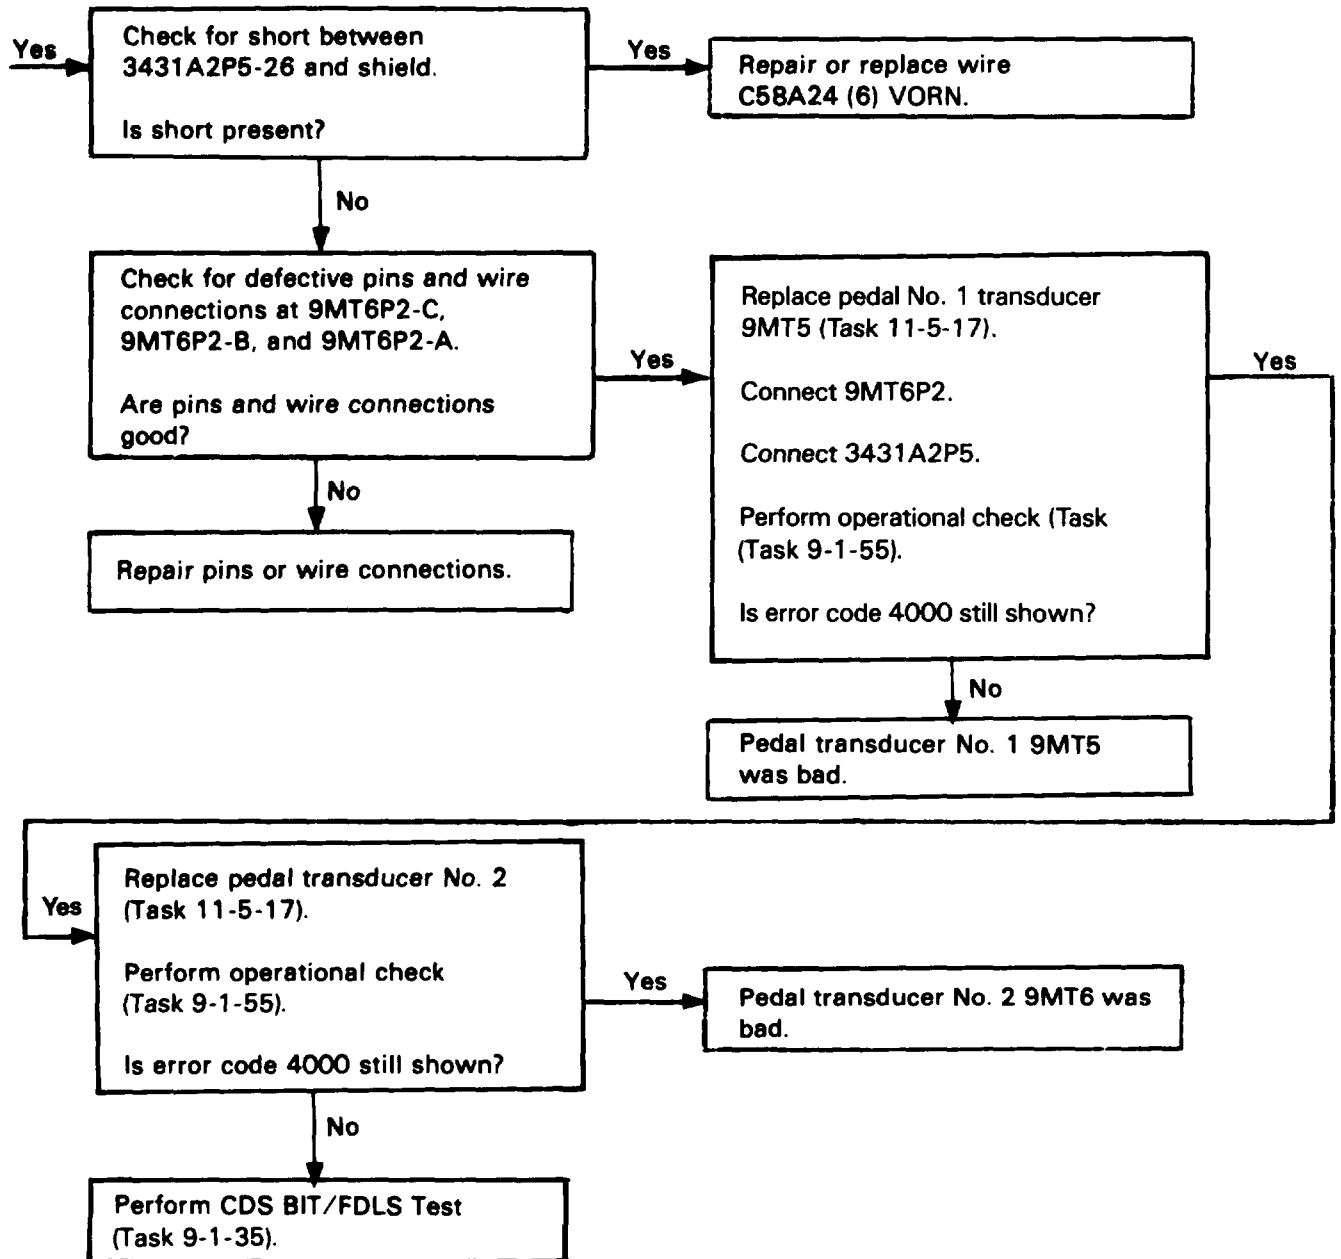 Yes
Check for short between
3431A2P5-26 and shield.
Is short present?
Yes
Repair or replace wire
C58A24 (6) VORN.
No
Check for defective pins and wire
connections at 9MT6P2-C,
9MT6P2-B, and 9MT6P2-A.
Are pins and wire connections
good?
Yes
No
Repair pins or wire connections.
Replace pedal No. 1 transducer
9MT5 (Task 11-5-17).
Connect 9MT6P2.
Connect 3431A2P5.
Perform operational check (Task
(Task 9-1-55).
Is error code 4000 still shown?
Yes
No
Pedal transducer No. 1 9MT5
was bad.
Yes
Replace pedal transducer No. 2
(Task 11-5-17).
Perform operational check
(Task 9-1-55).
Is error code 4000 still shown?
Yes
Pedal transducer No. 2 9MT6 was
bad.
No
Perform CDS BIT/FDLS Test
(Task 9-1-35).